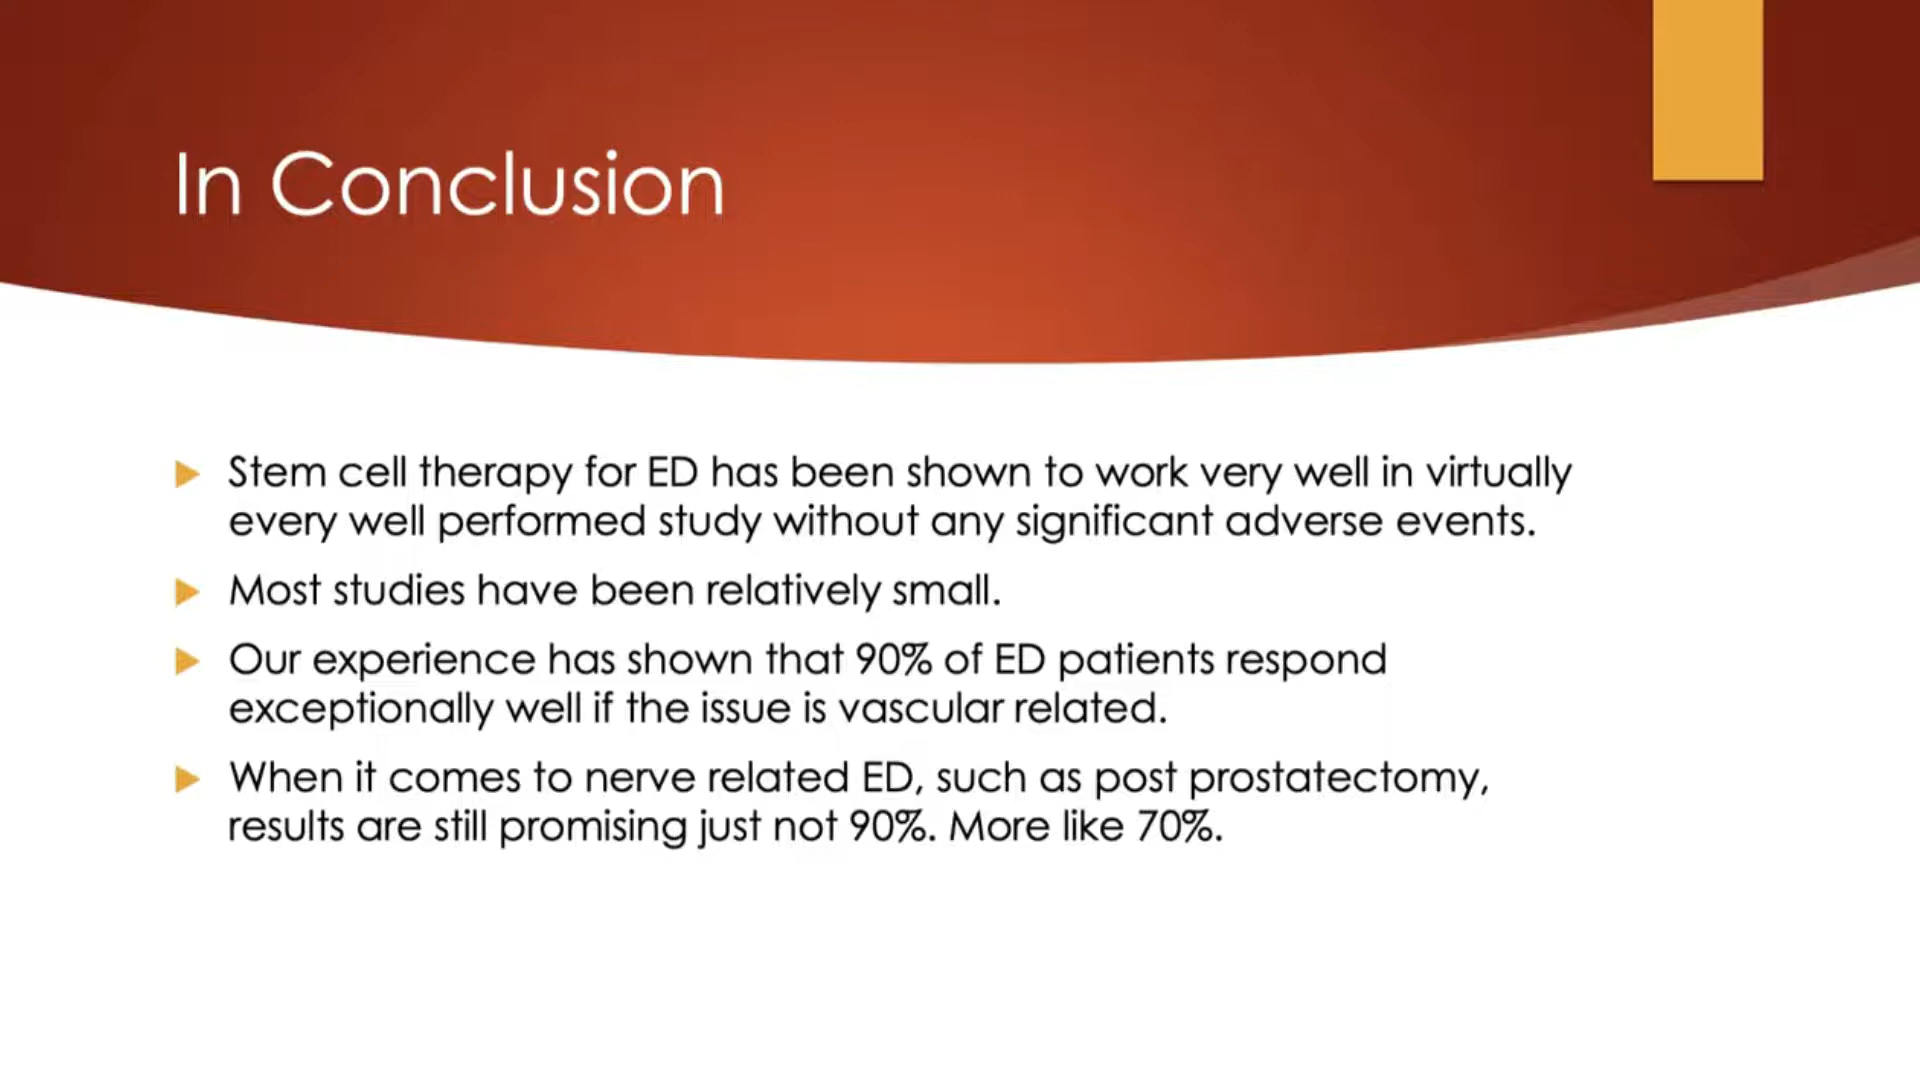 In Conclusion
Stem cell therapy for ED has been shown to work very well in virtually
every well performed study without any significant adverse events.
Most studies have been relatively small.
Our experience has shown that 90% of ED patients respond
exceptionally well if the issue is vascular related.
When it comes to nerve related ED, such as post prostatectomy,
results are still promising just not 90%. More like 70%.